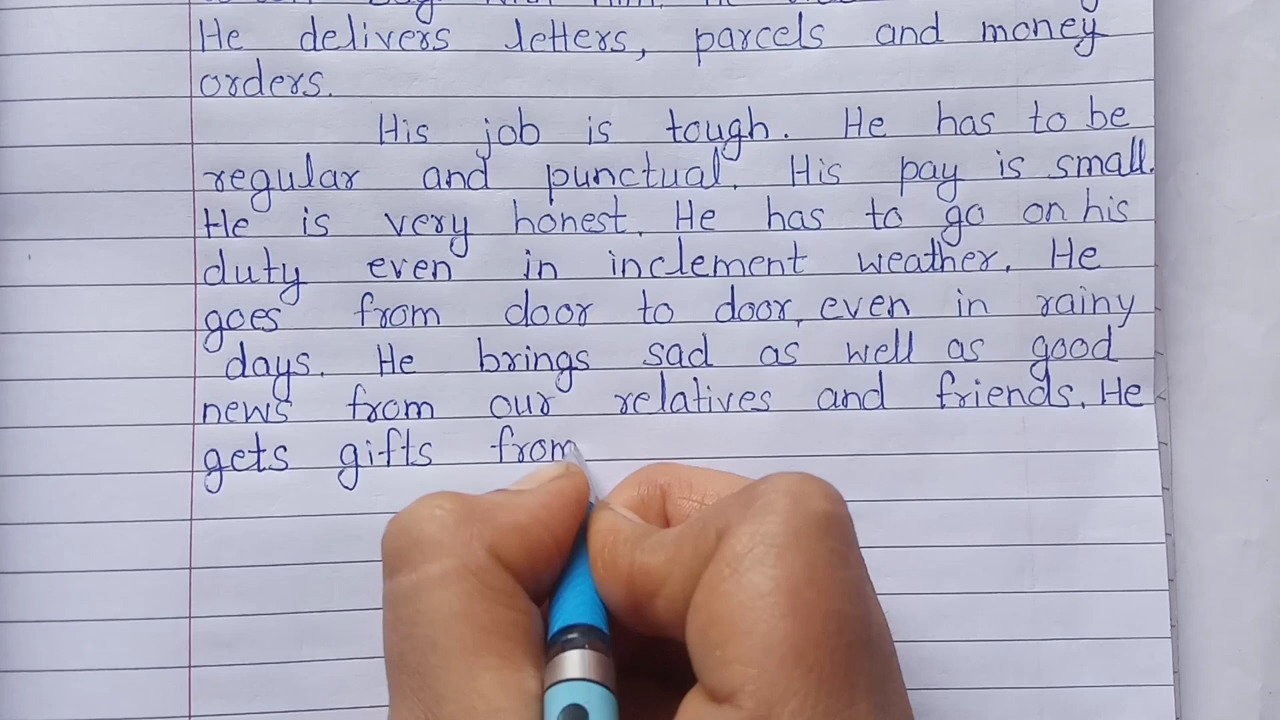 He delivers letters, parcels and money
orders.
His job is tough. He has to be
regular and punctual. His pay is small.
He is very honest. He has to go on his
duty even in inclement weather. He
goes from door to door, even in rainy
days. He brings sad as well as good
news from our relatives and friends. He
gets gifts from